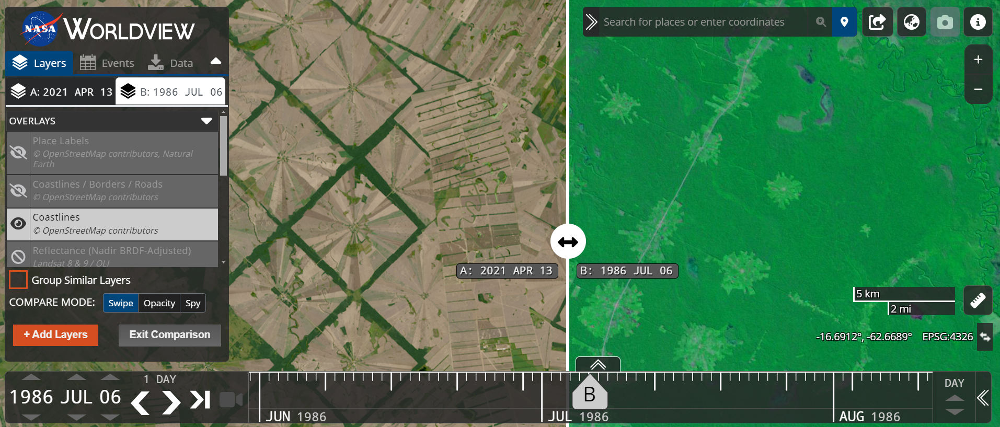 NASA WORLDVIEW
Layers Events Data
A: 2021 APR 13 B: 1986 JUL 06
OVERLAYS
Place Labels
© OpenStreetMap contributors, Natural
Earth
Coastlines / Borders / Roads
© OpenStreetMap contributors
Coastlines
© OpenStreetMap contributors
Reflectance (Nadir BRDF-Adjusted)
Landsat 8 & 9 / OLI
Group Similar Layers
COMPARE MODE: Swipe Opacity Spy
+ Add Layers Exit Comparison
Search for places or enter coordinates
+
−
A: 2021 APR 13 B: 1986 JUL 06
5 km
2 mi
-16.6912°, -62.6689° EPSG:4326
1 DAY
1986 JUL 06
B
JUN 1986 JUL 1986 AUG 1986
DAY